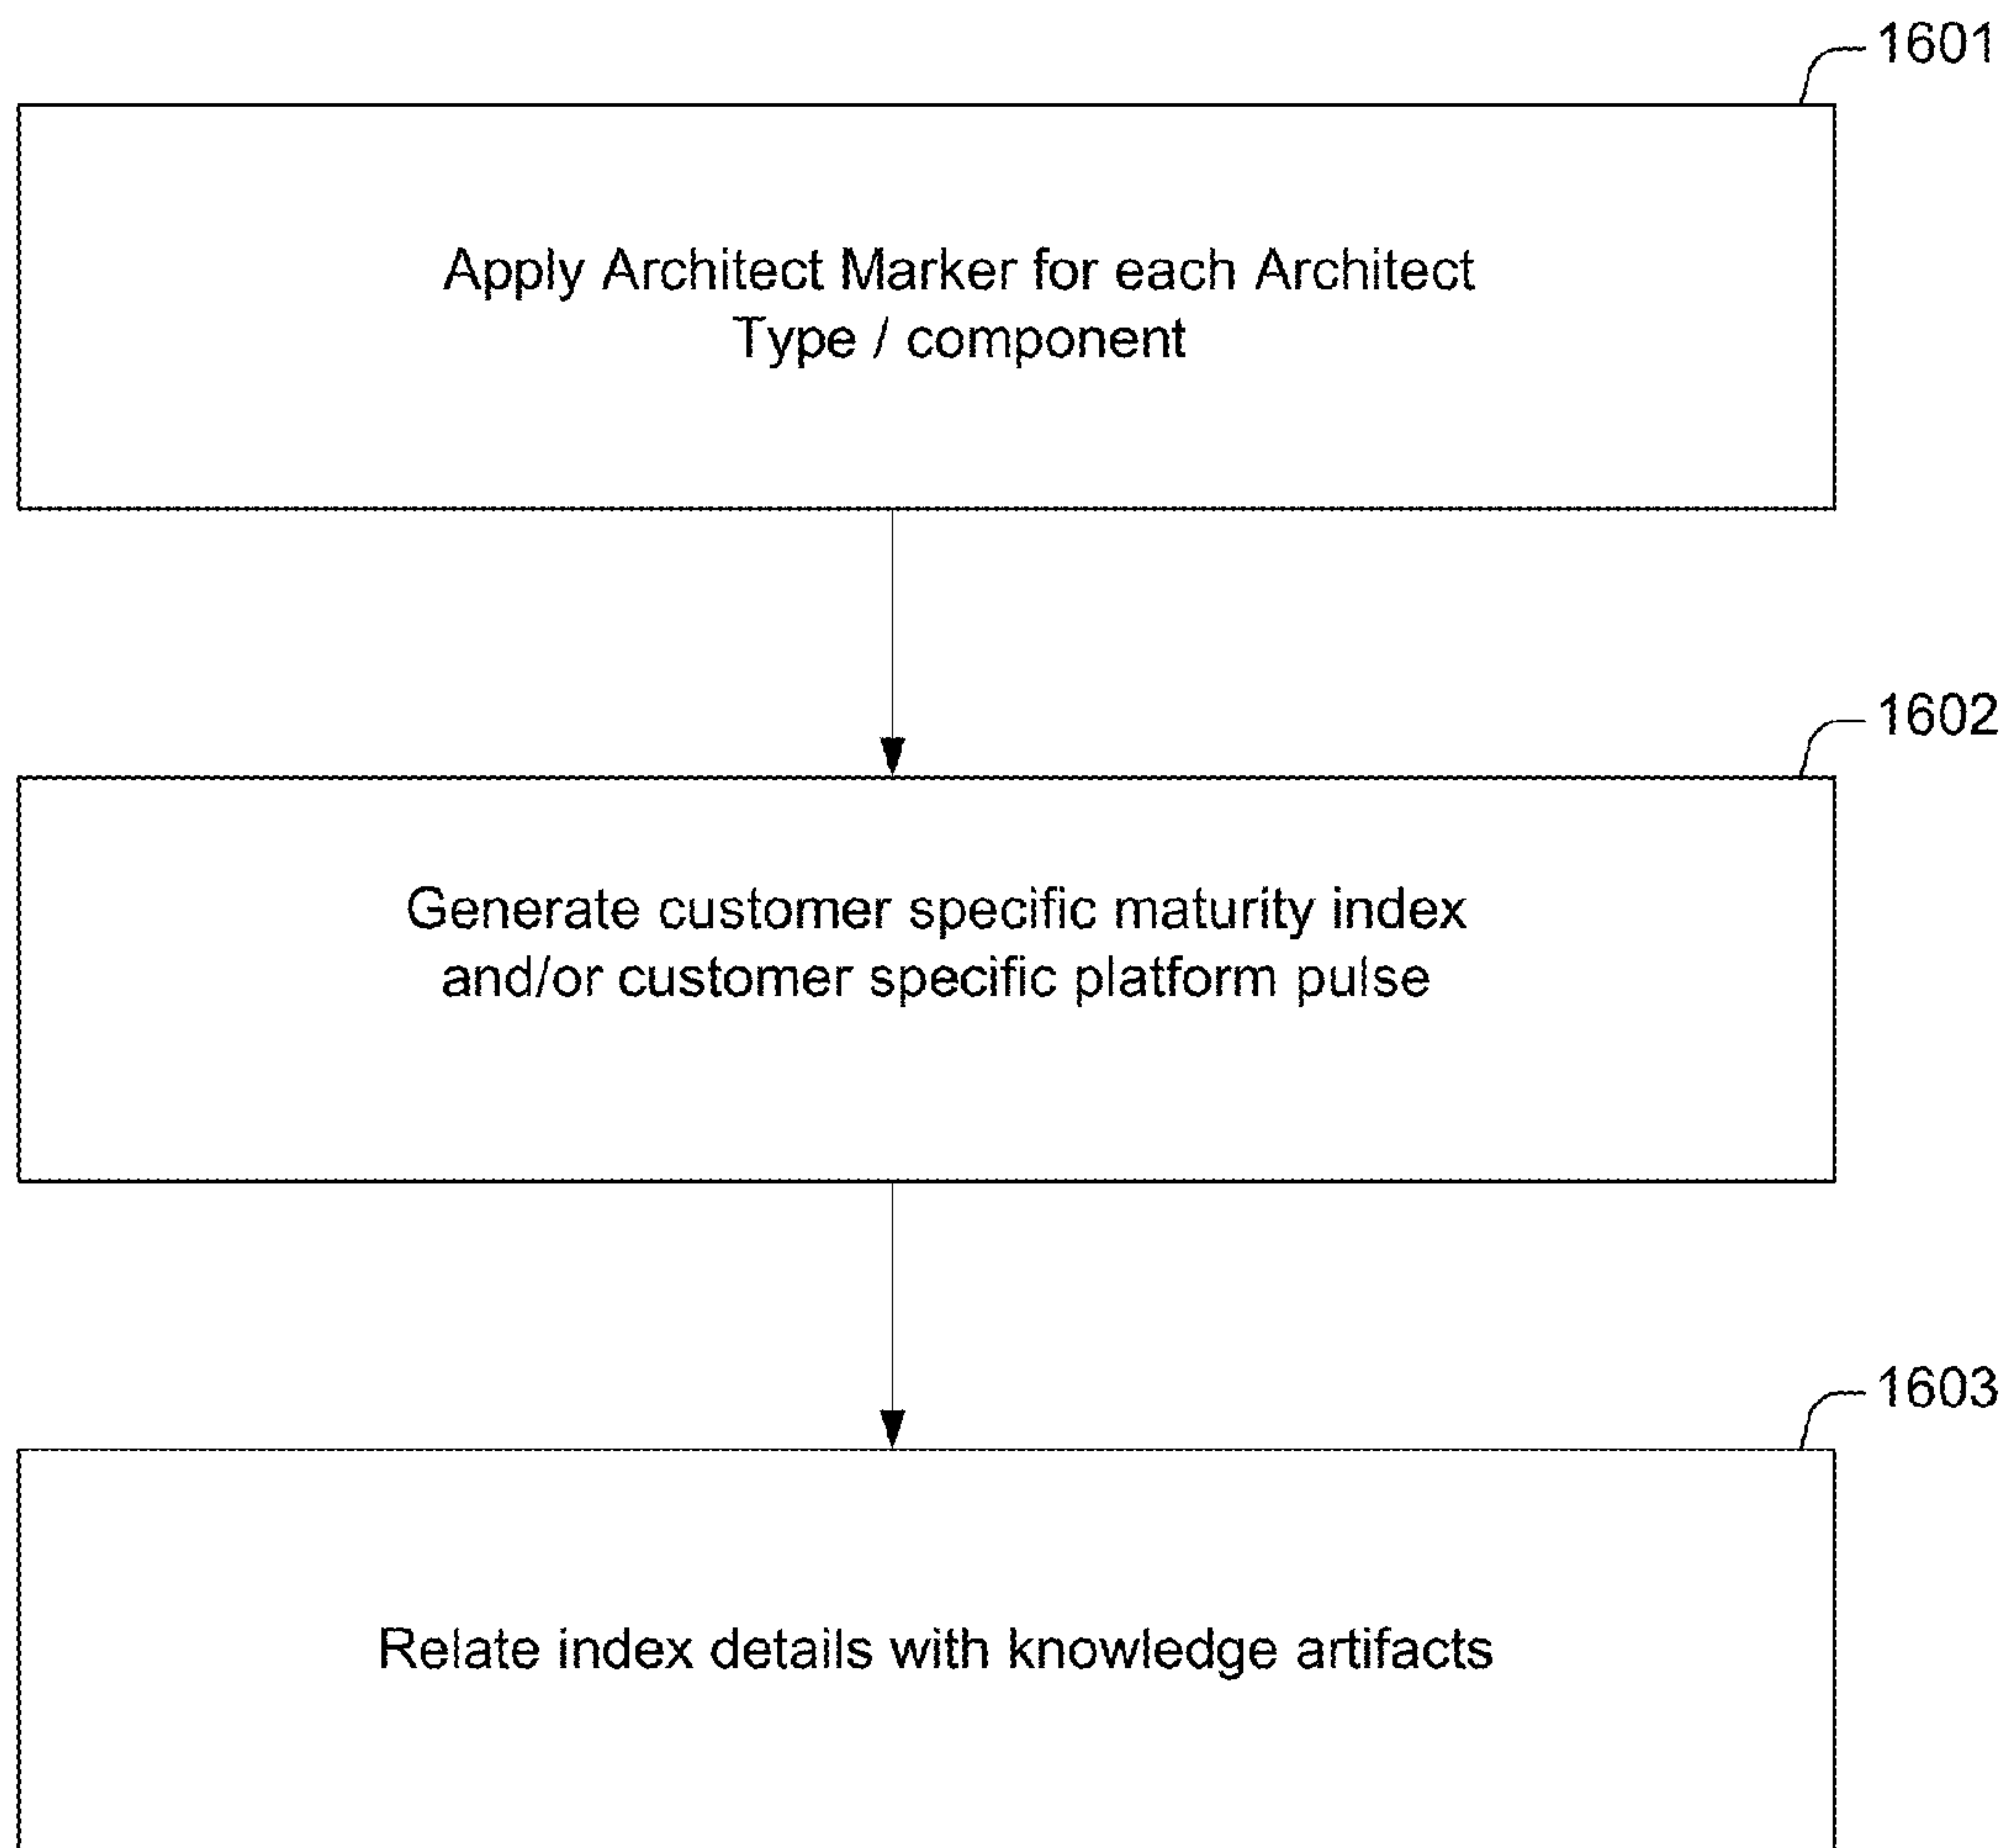 1601
Apply Architect Marker for each Architect
Type / component
1602
Generate customer specific maturity index
and/or customer specific platform pulse
1603
Relate index details with knowledge artifacts